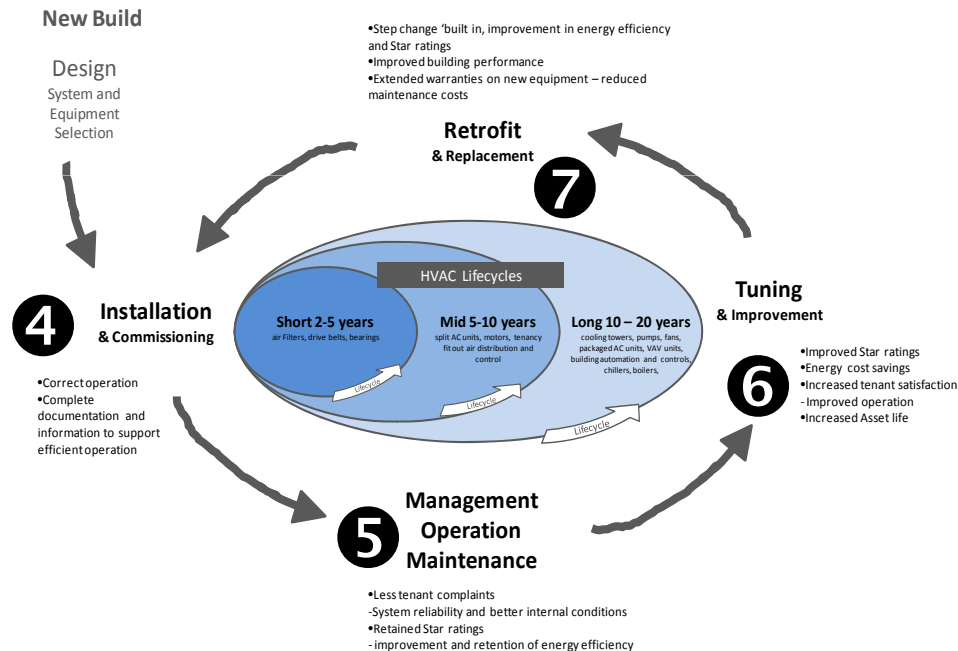 New Build
Design
System and
Equipment
Selection
•Step change ‘built in, improvement in energy efficiency
and Star ratings
•Improved building performance
•Extended warranties on new equipment – reduced
maintenance costs
Retrofit
& Replacement
7
HVAC Lifecycles
Short 2-5 years
air Filters, drive belts, bearings
Lifecycle
Mid 5-10 years
split AC units, motors, tenancy
fit out air distribution and
control
Lifecycle
Long 10 – 20 years
cooling towers, pumps, fans,
packaged AC units, VAV units,
building automation and controls,
chillers, boilers,
Lifecycle
4
Installation
& Commissioning
•Correct operation
•Complete
documentation and
information to support
efficient operation
Tuning
& Improvement
6
•Improved Star ratings
•Energy cost savings
•Increased tenant satisfaction
- Improved operation
•Increased Asset life
5
Management
Operation
Maintenance
•Less tenant complaints
-System reliability and better internal conditions
•Retained Star ratings
- improvement and retention of energy efficiency